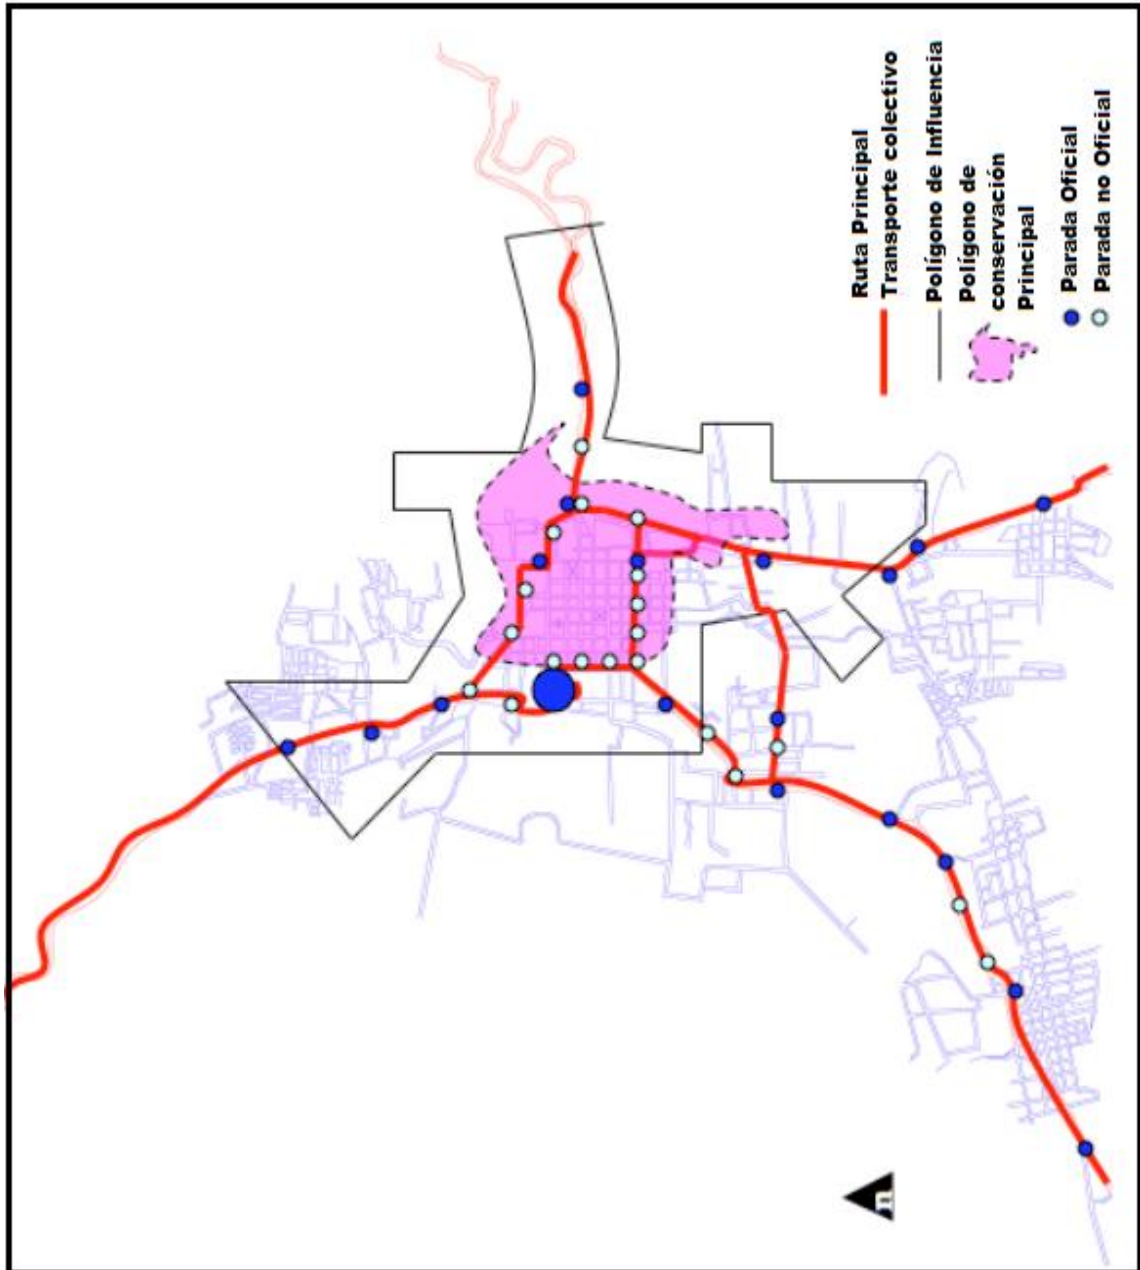 Ruta Principal
Transporte colectivo
Polígono de Influencia
Polígono de
conservación
Principal
Parada Oficial
Parada no Oficial
n